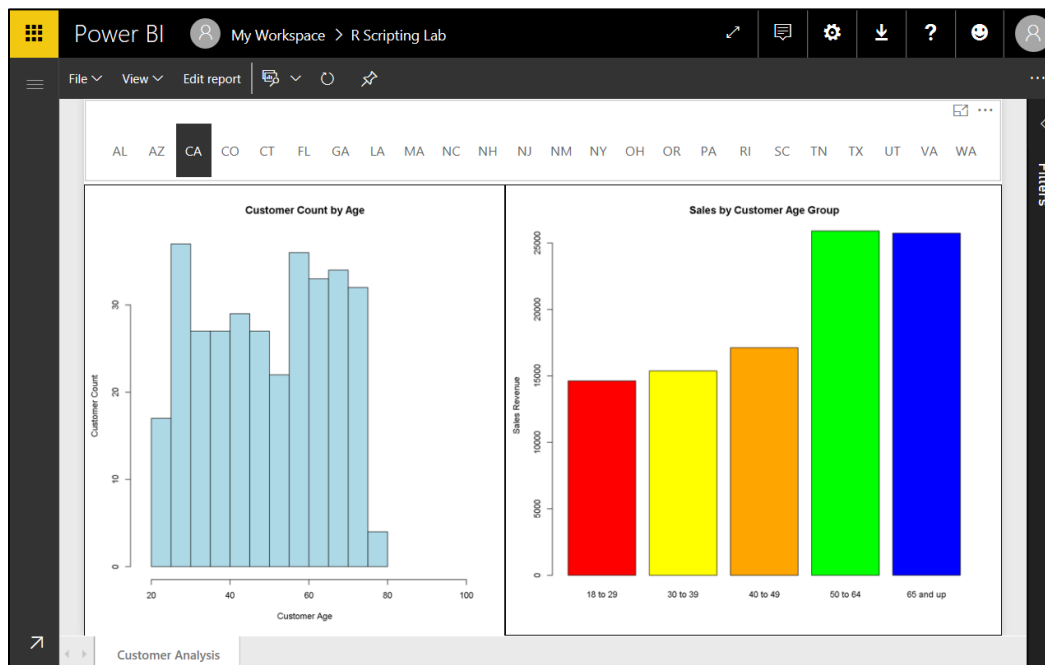 Power BI My Workspace > R Scripting Lab ?
File View Edit report
AL AZ CA CO CT FL GA LA MA NC NH NJ NM NY OH OR PA RI SC TN TX UT VA WA
Filters
Customer Count by Age
Customer Count
0 10 20 30
20 40 60 80 100
Customer Age
Sales by Customer Age Group
Sales Revenue
0 5000 10000 15000 20000 25000
18 to 29 30 to 39 40 to 49 50 to 64 65 and up
Customer Analysis